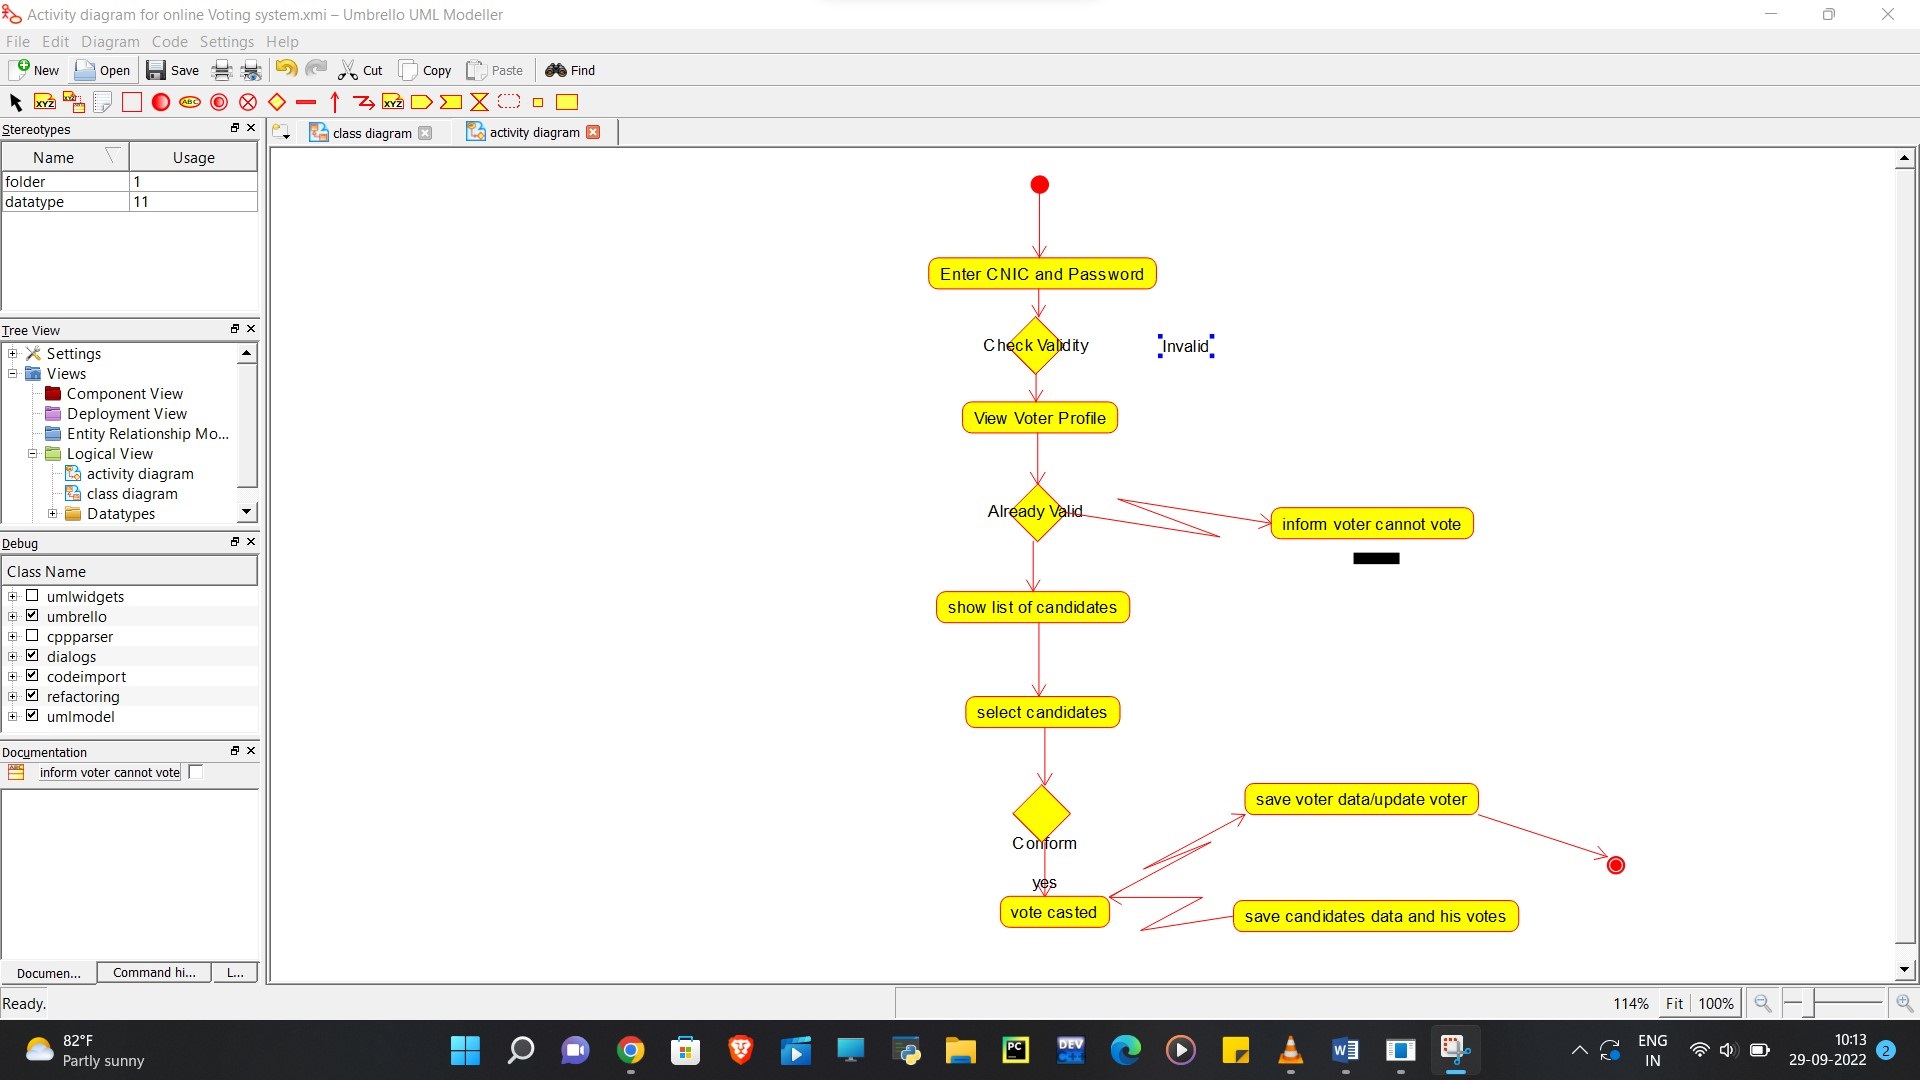 Activity diagram for online Voting system.xmi – Umbrello UML Modeller
File Edit Diagram Code Settings Help
New Open Save Cut Copy Paste Find
XYZ XYZ ABC XYZ
Stereotypes
class diagram activity diagram
Name Usage
folder 1
datatype 11
Tree View
Settings
Views
Component View
Deployment View
Entity Relationship Mo...
Logical View
activity diagram
class diagram
Datatypes
Debug
Class Name
umlwidgets
umbrello
cppparser
dialogs
codeimport
refactoring
umlmodel
Documentation
inform voter cannot vote
Documen... Command hi... L...
Enter CNIC and Password
Check Validity
Invalid
View Voter Profile
Already Valid
inform voter cannot vote
show list of candidates
select candidates
save voter data/update voter
Conform
yes
vote casted
save candidates data and his votes
Ready.
114% Fit 100%
82°F
Partly sunny
PC
DEV
W
ENG
IN
10:13
29-09-2022
2